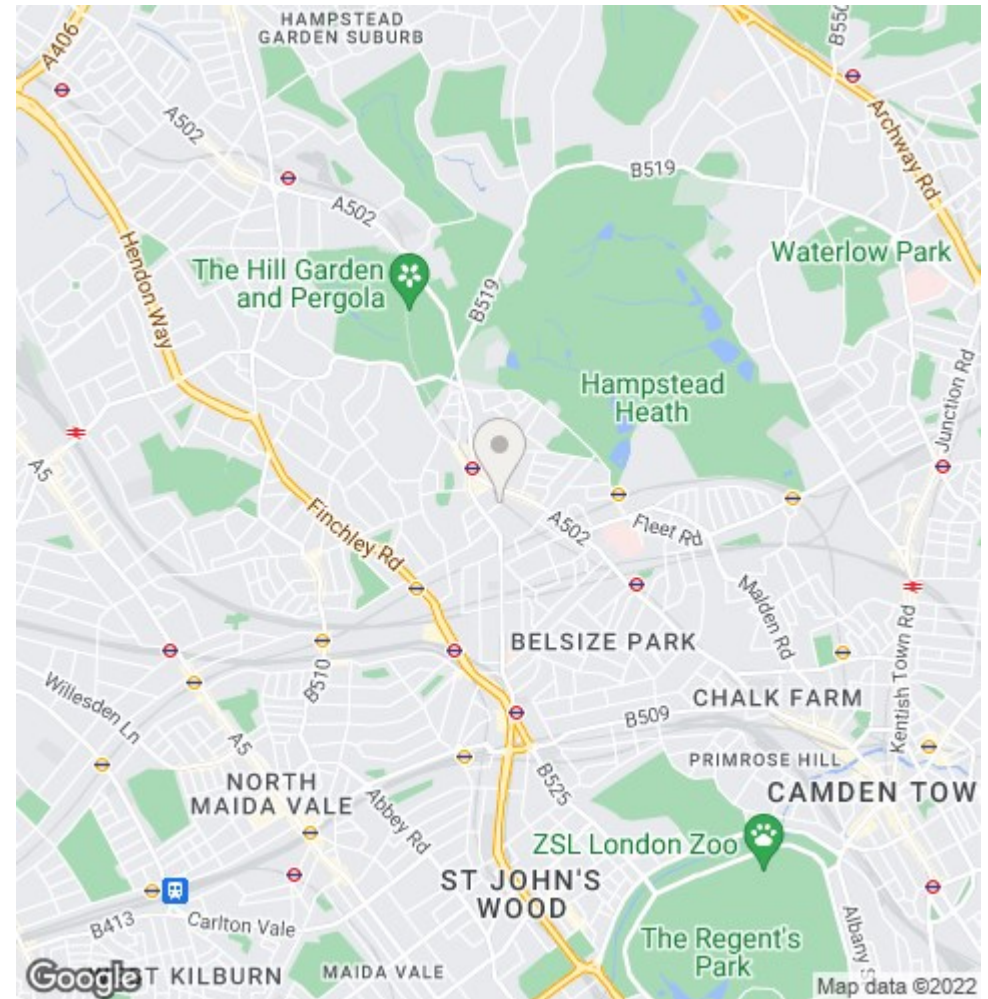 HAMPSTEAD
GARDEN SUBURB
A406
B550
A502
Archway Rd
B519
A502
Waterlow Park
The Hill Garden
and Pergola
Hendon Way
B519
Hampstead
Heath
Junction Rd
A5
Finchley Rd
A502
Fleet Rd
Malden Rd
BELSIZE PARK
B510
Willesden Ln
CHALK FARM
Kentish Town Rd
B509
A5
PRIMROSE HILL
NORTH
MAIDA VALE
B525
CAMDEN TOW
Abbey Rd
ZSL London Zoo
ST JOHN'S
WOOD
B413
Carlton Vale
The Regent's
Park
Albany S
Google
ST KILBURN
MAIDA VALE
Map data ©2022